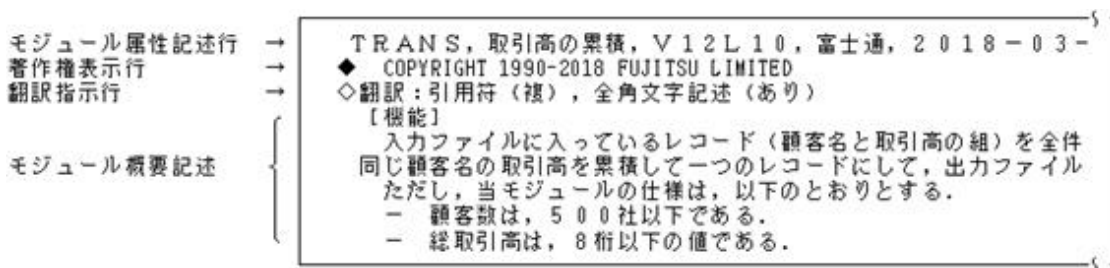 モジュール属性記述行 → TRANS,取引高の累積,V12L10,富士通,2018-03-
著作権表示行 → ◆ COPYRIGHT 1990-2018 FUJITSU LIMITED
翻訳指示行 → ◇翻訳:引用符(複),全角文字記述(あり)
[機能]
入力ファイルに入っているレコード(顧客名と取引高の組)を全件
モジュール概要記述 同じ顧客名の取引高を累積して一つのレコードにして,出力ファイル
ただし,当モジュールの仕様は,以下のとおりとする.
- 顧客数は,500社以下である.
- 総取引高は,8桁以下の値である.